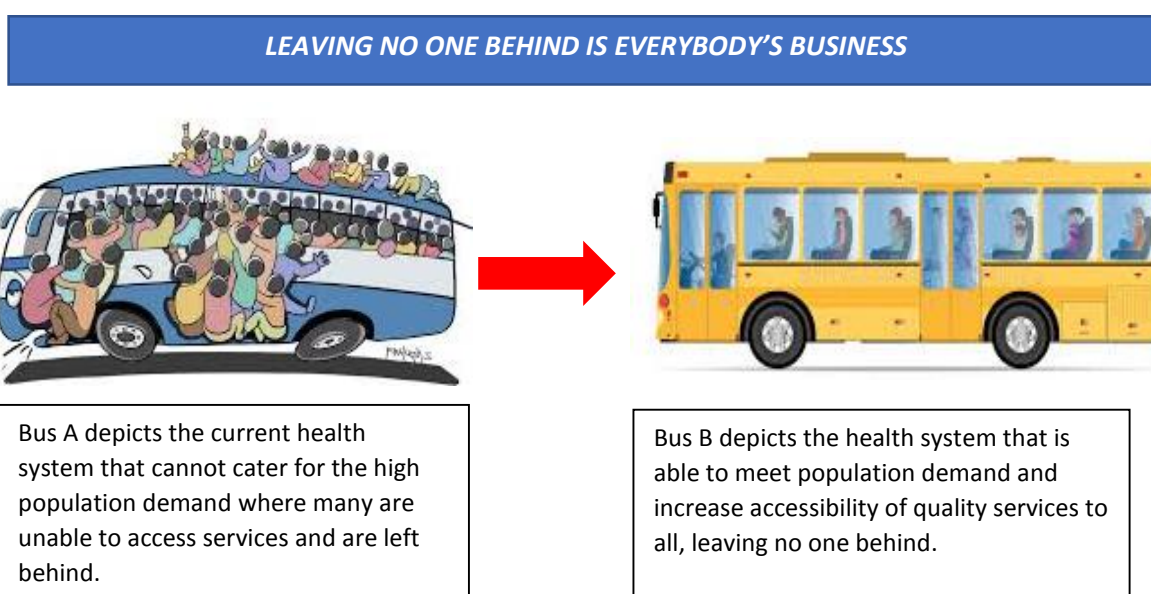 LEAVING NO ONE BEHIND IS EVERYBODY’S BUSINESS
Bus A depicts the current health
system that cannot cater for the high
population demand where many are
unable to access services and are left
behind.
Bus B depicts the health system that is
able to meet population demand and
increase accessibility of quality services to
all, leaving no one behind.